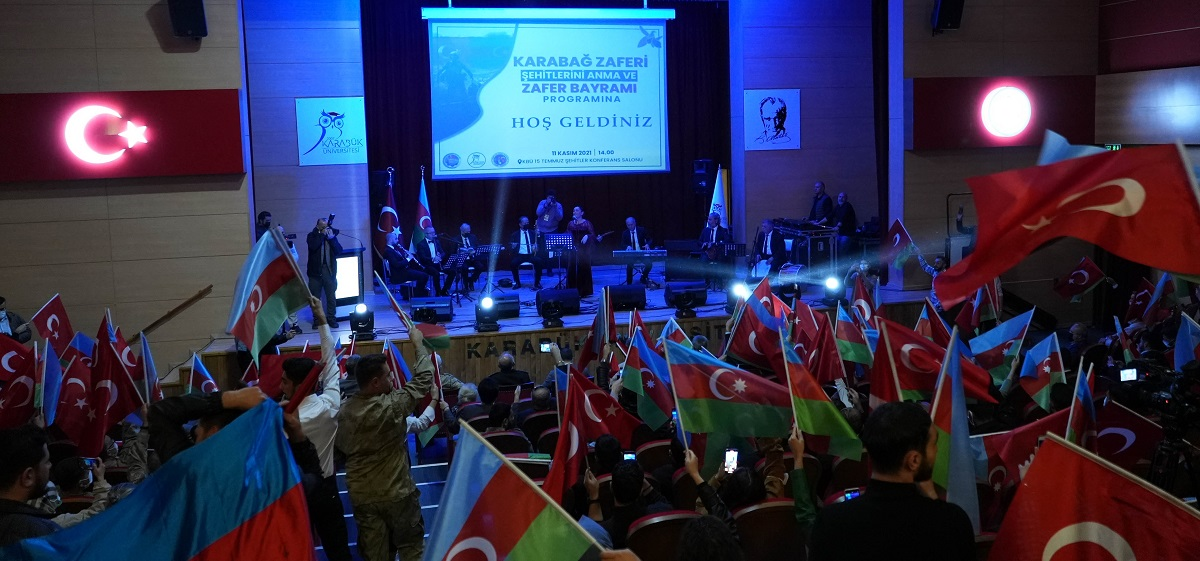 KARABAĞ ZAFERİ
ŞEHİTLERİNİ ANMA VE
ZAFER BAYRAMI
PROGRAMINA
HOŞ GELDİNİZ
11 KASIM 2021 | 14.00
KBÜ 15 TEMMUZ ŞEHİTLER KONFERANS SALONU
KARABÜK
ÜNİVERSİTESİ
KARABÜK